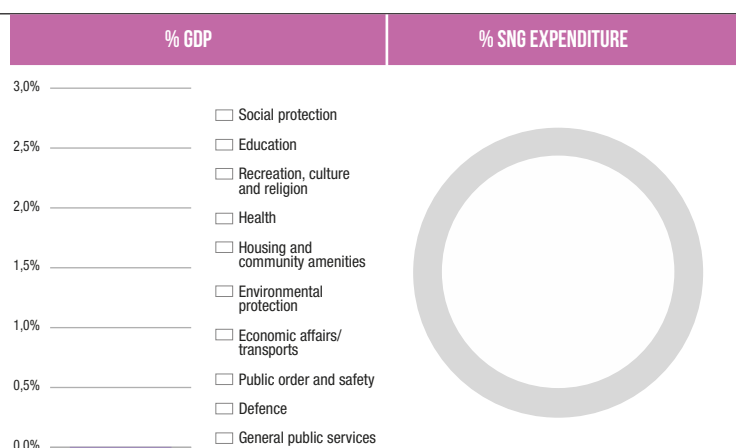 % GDP
% SNG EXPENDITURE
3,0%
2,5%
2,0%
1,5%
1,0%
0,5%
0,0%
Social protection
Education
Recreation, culture
and religion
Health
Housing and
community amenities
Environmental
protection
Economic affairs/
transports
Public order and safety
Defence
General public services